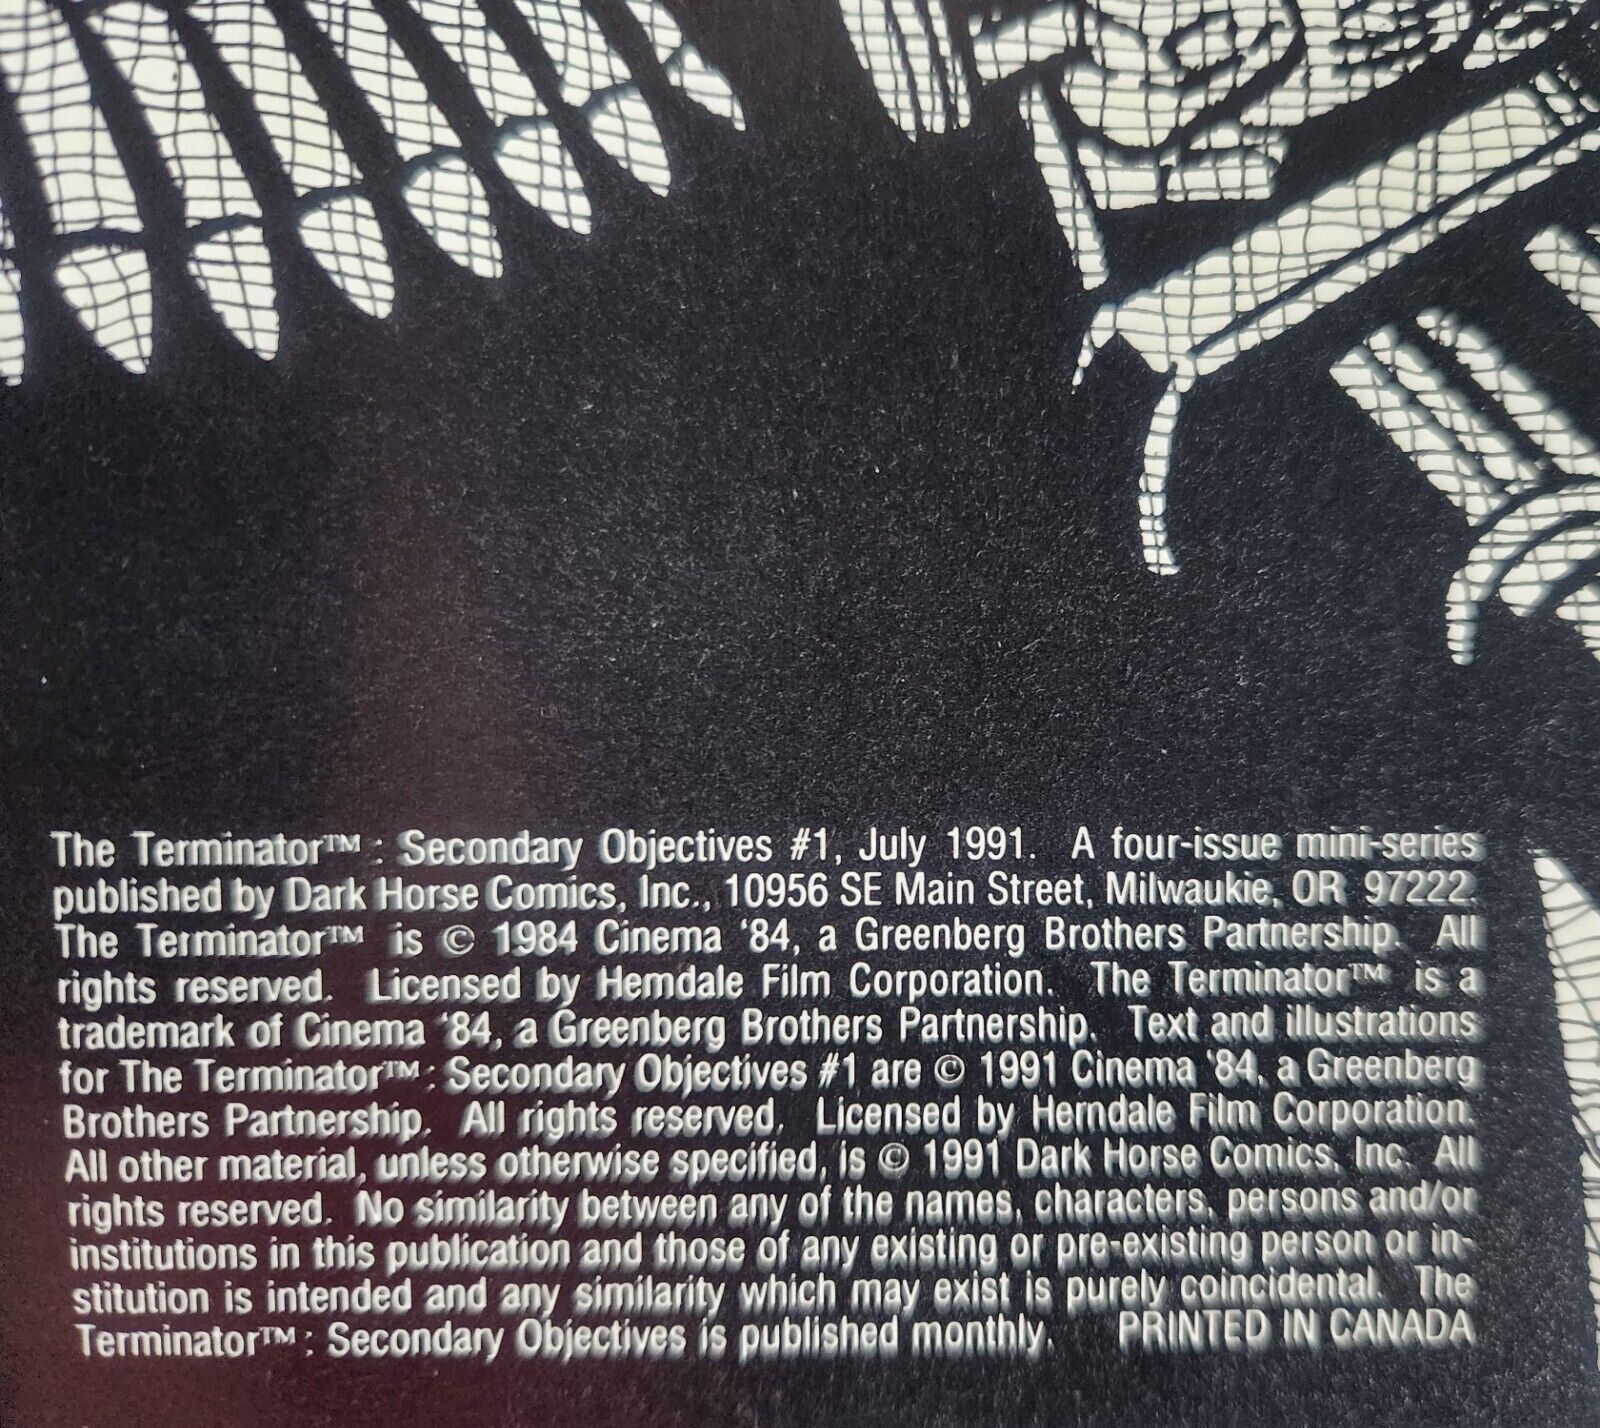 The Terminator™ : Secondary Objectives #1, July 1991. A four-issue mini-series
published by Dark Horse Comics, Inc., 10956 SE Main Street, Milwaukie, OR 97222.
The Terminator™ is © 1984 Cinema '84, a Greenberg Brothers Partnership. All
rights reserved. Licensed by Hemdale Film Corporation. The Terminator™ is a
trademark of Cinema '84, a Greenberg Brothers Partnership. Text and illustrations
for The Terminator™ : Secondary Objectives #1 are © 1991 Cinema '84, a Greenberg
Brothers Partnership. All rights reserved. Licensed by Hemdale Film Corporation.
All other material, unless otherwise specified, is © 1991 Dark Horse Comics, Inc. All
rights reserved. No similarity between any of the names, characters, persons and/or
institutions in this publication and those of any existing or pre-existing person or in-
stitution is intended and any similarity which may exist is purely coincidental. The
Terminator™ : Secondary Objectives is published monthly. PRINTED IN CANADA